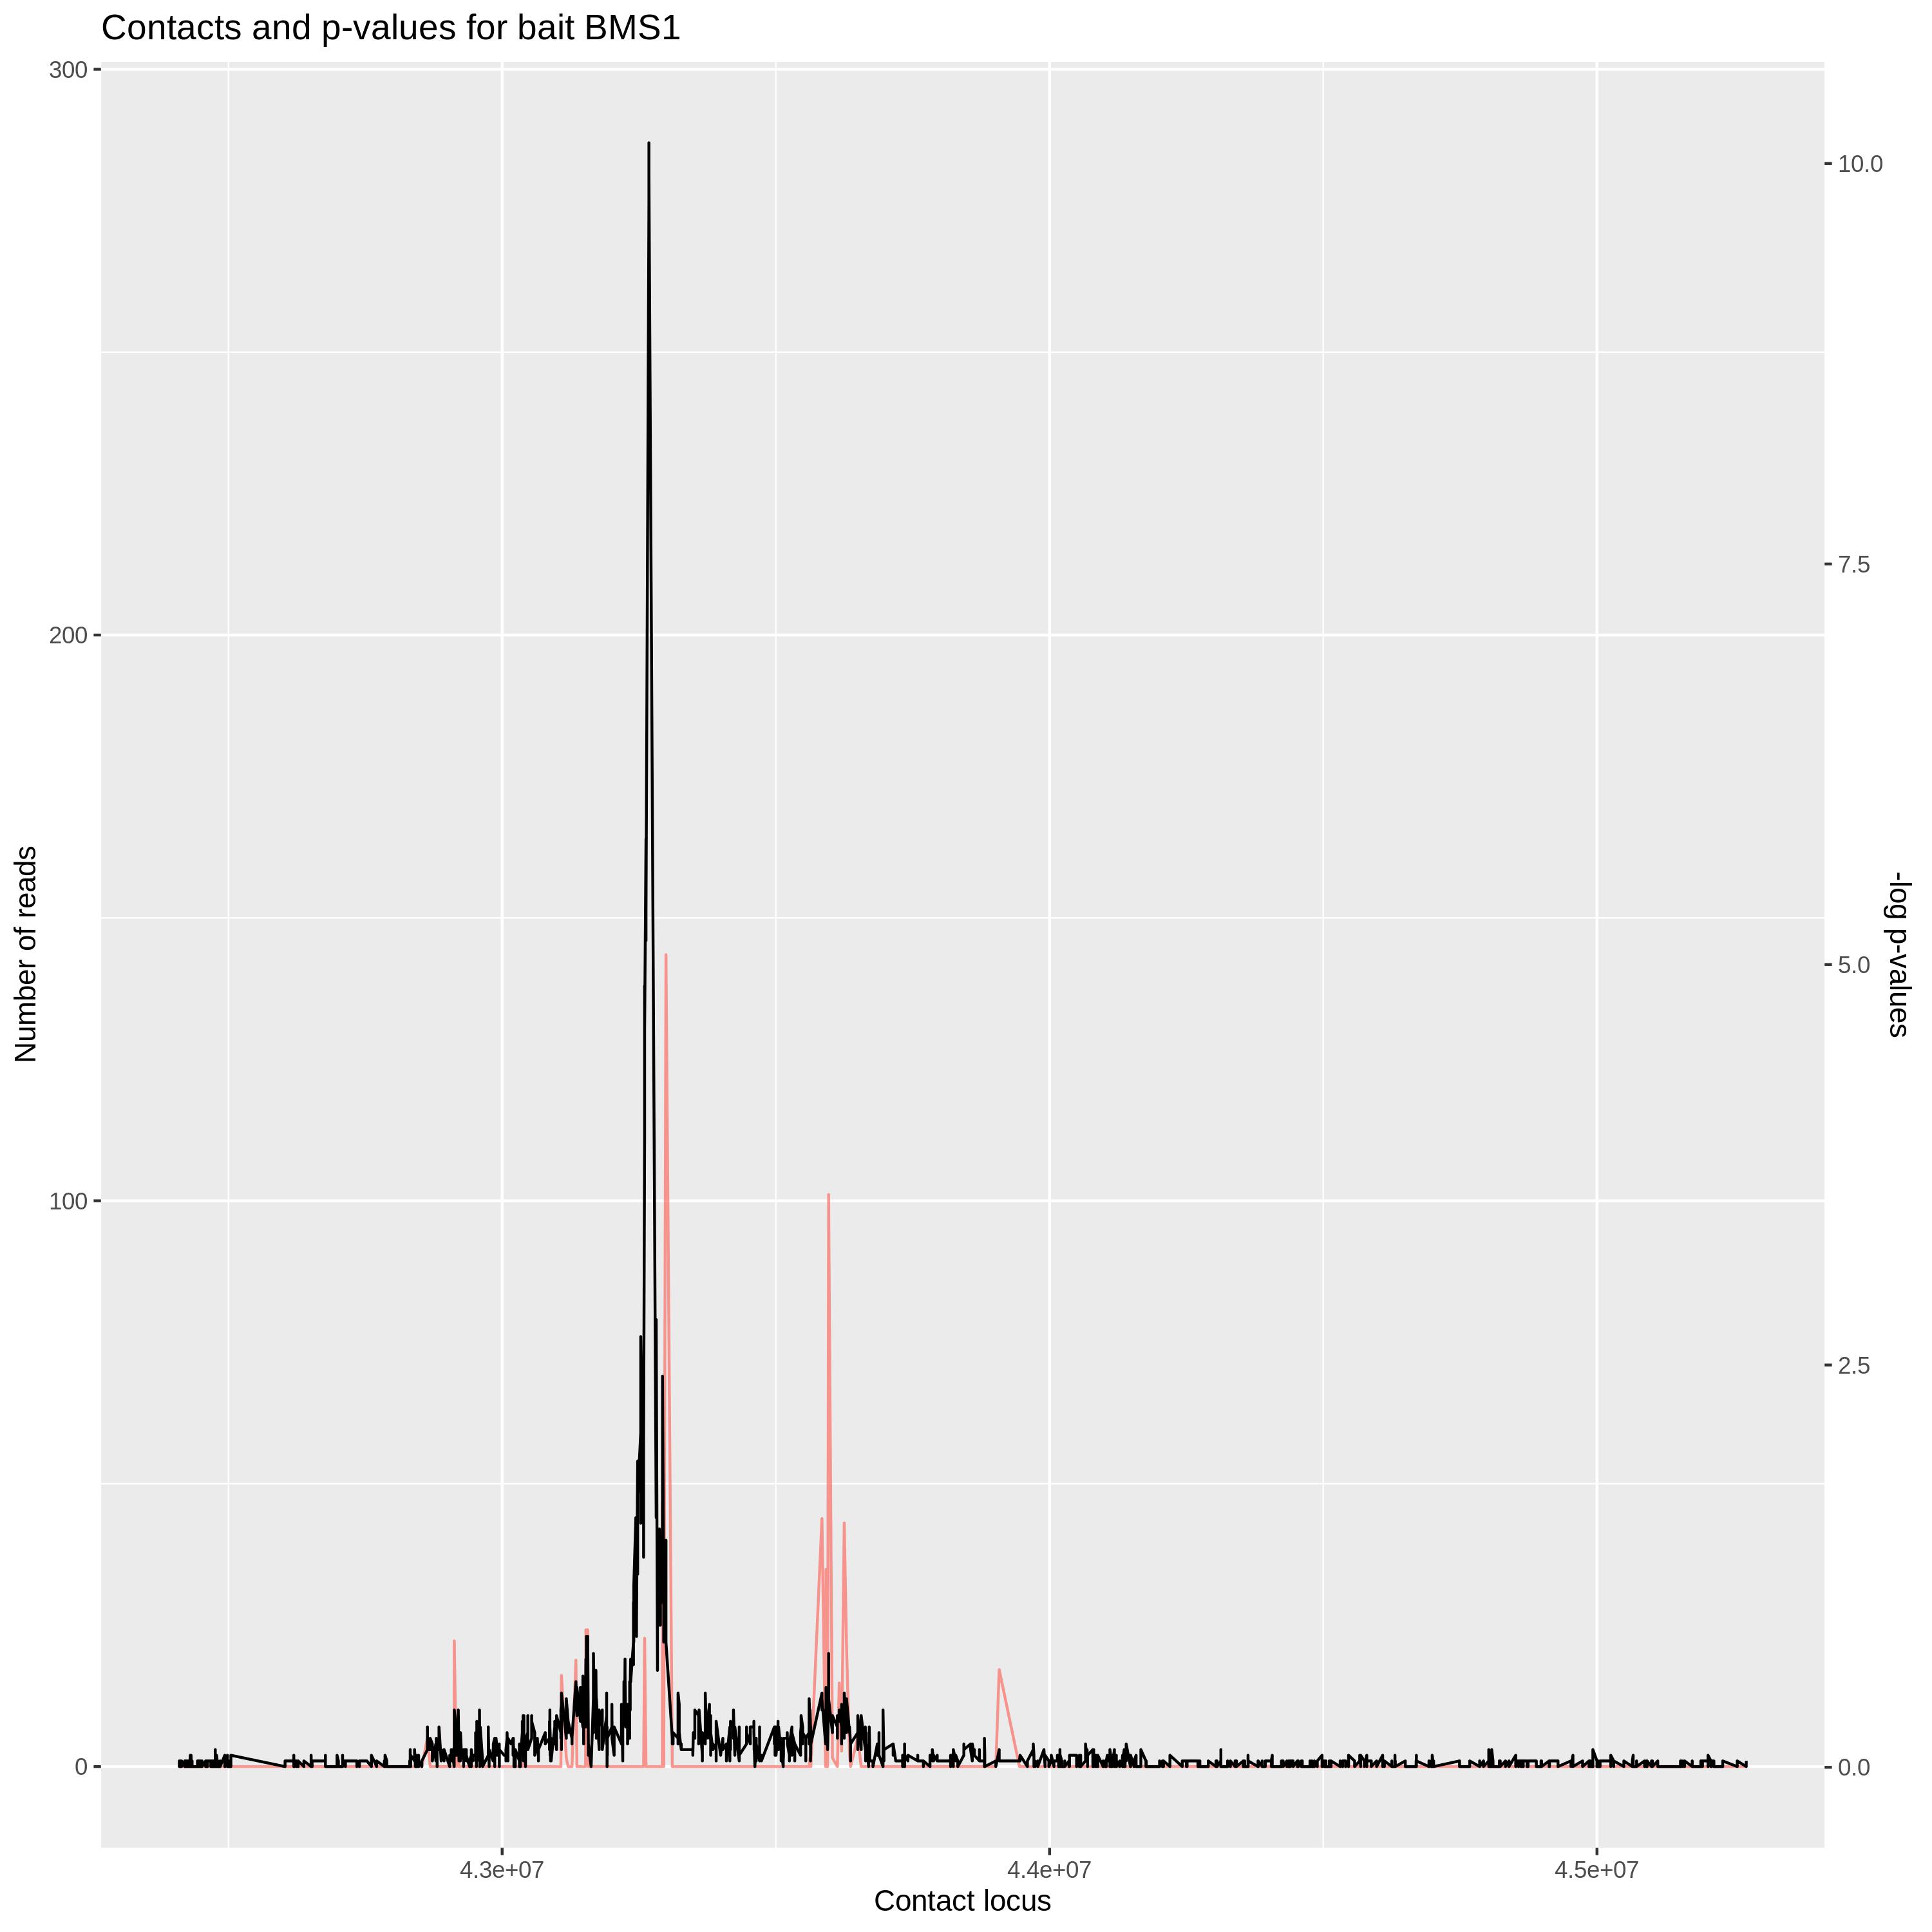 Contacts and p-values for bait BMS1
300
200
100
0
10.0
7.5
5.0
2.5
0.0
Number of reads
-log p-values
4.3e+07
4.4e+07
4.5e+07
Contact locus